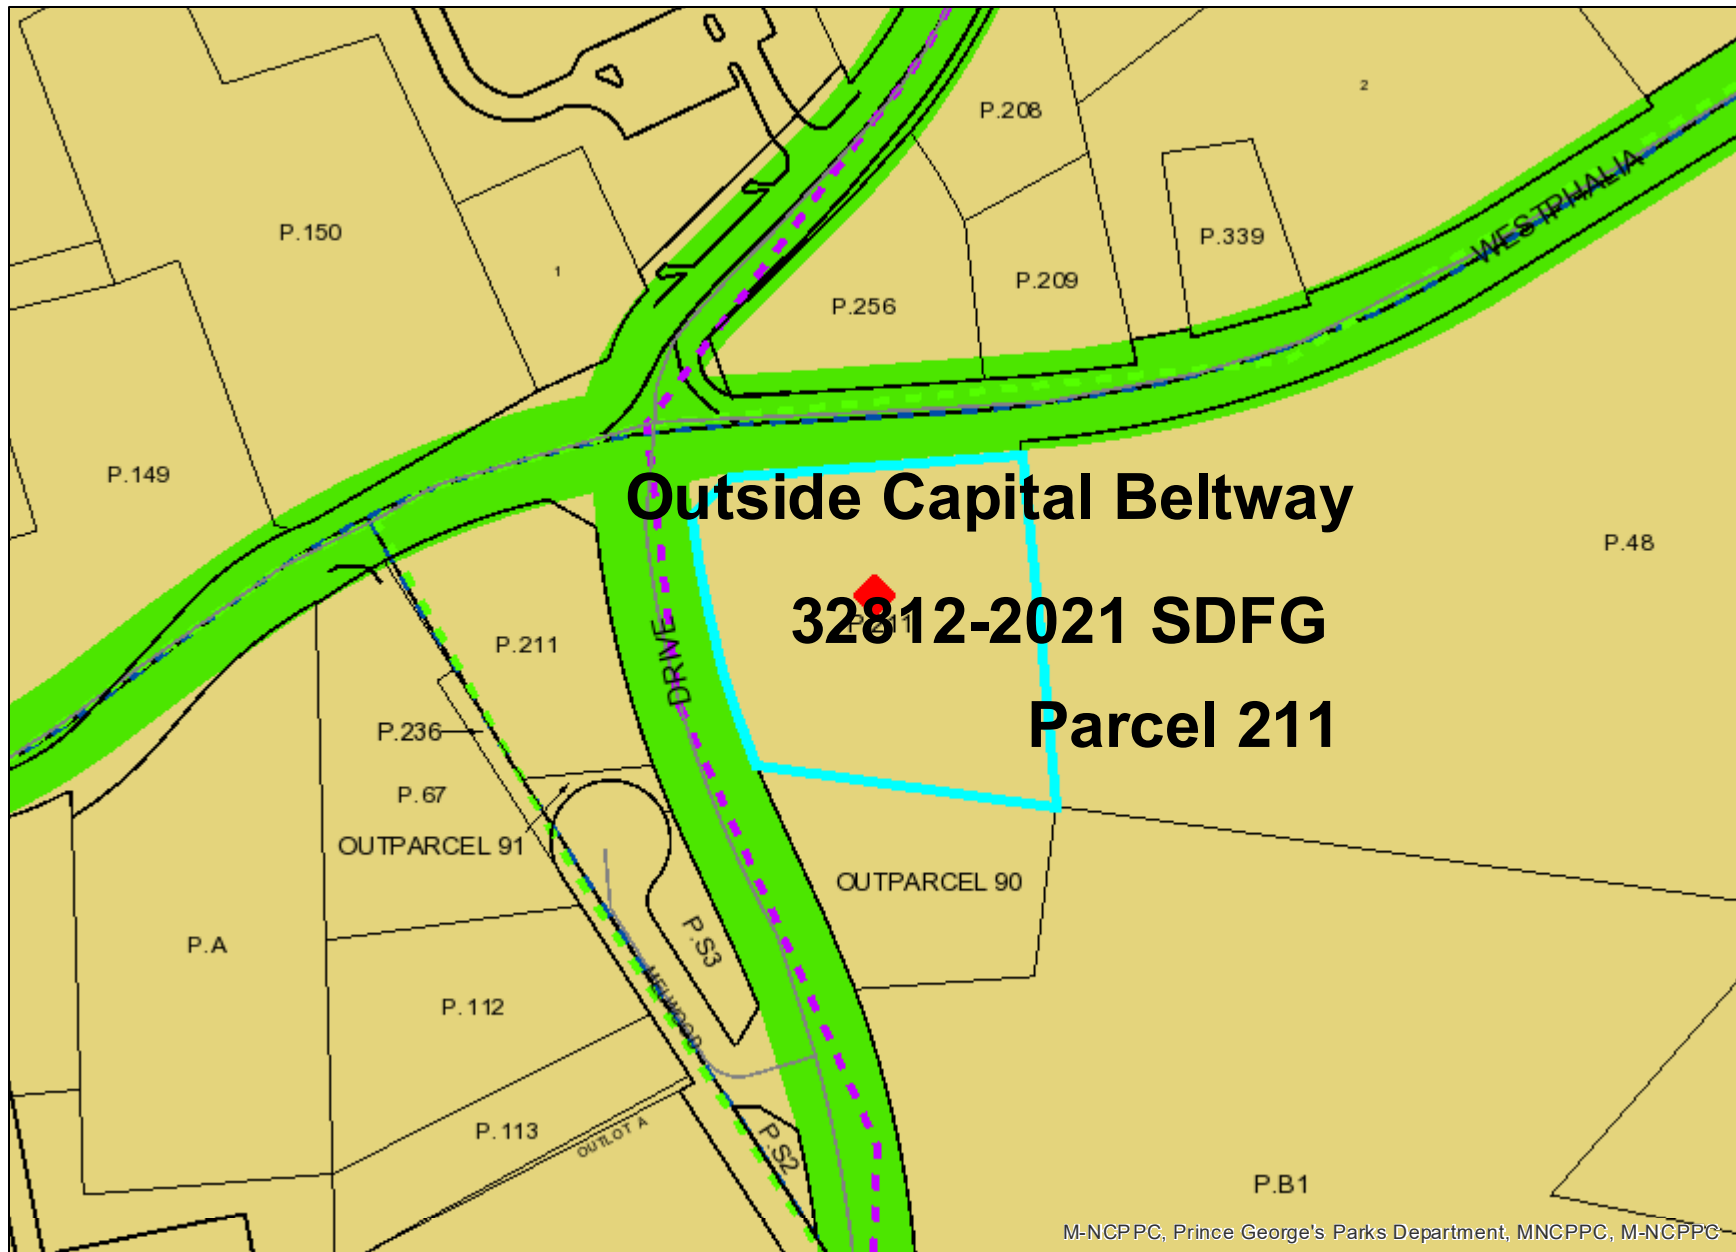 P.208
2
P.150
P.339
WESTPHALIA
1
P.209
P.256
P.149
Outside Capital Beltway
P.48
P.211
32812-2021 SDFG
P.211
DRIVE
Parcel 211
P.236
P.67
OUTPARCEL 91
OUTPARCEL 90
P.A
P.S3
P.112
MELWOOD
P.113
OUTLOT A
P.S2
P.B1
M-NCPPC, Prince George's Parks Department, MNCPPC, M-NCPPC